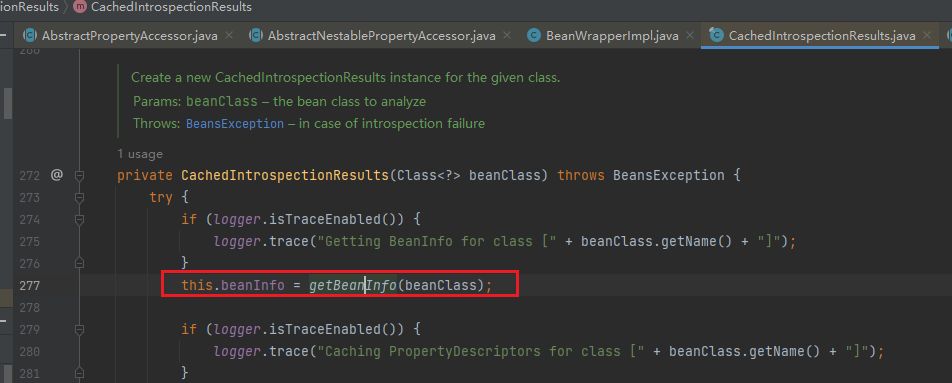 ionResults > CachedIntrospectionResults
AbstractPropertyAccessor.java AbstractNestablePropertyAccessor.java BeanWrapperImpl.java CachedIntrospectionResults.java
Create a new CachedIntrospectionResults instance for the given class.
Params: beanClass – the bean class to analyze
Throws: BeansException – in case of introspection failure
1 usage
272 @ private CachedIntrospectionResults(Class<?> beanClass) throws BeansException {
273 try {
274 if (logger.isTraceEnabled()) {
275 logger.trace("Getting BeanInfo for class [" + beanClass.getName() + "]");
276 }
277 this.beanInfo = getBeanInfo(beanClass);
278
279 if (logger.isTraceEnabled()) {
280 logger.trace("Caching PropertyDescriptors for class [" + beanClass.getName() + "]");
281 }